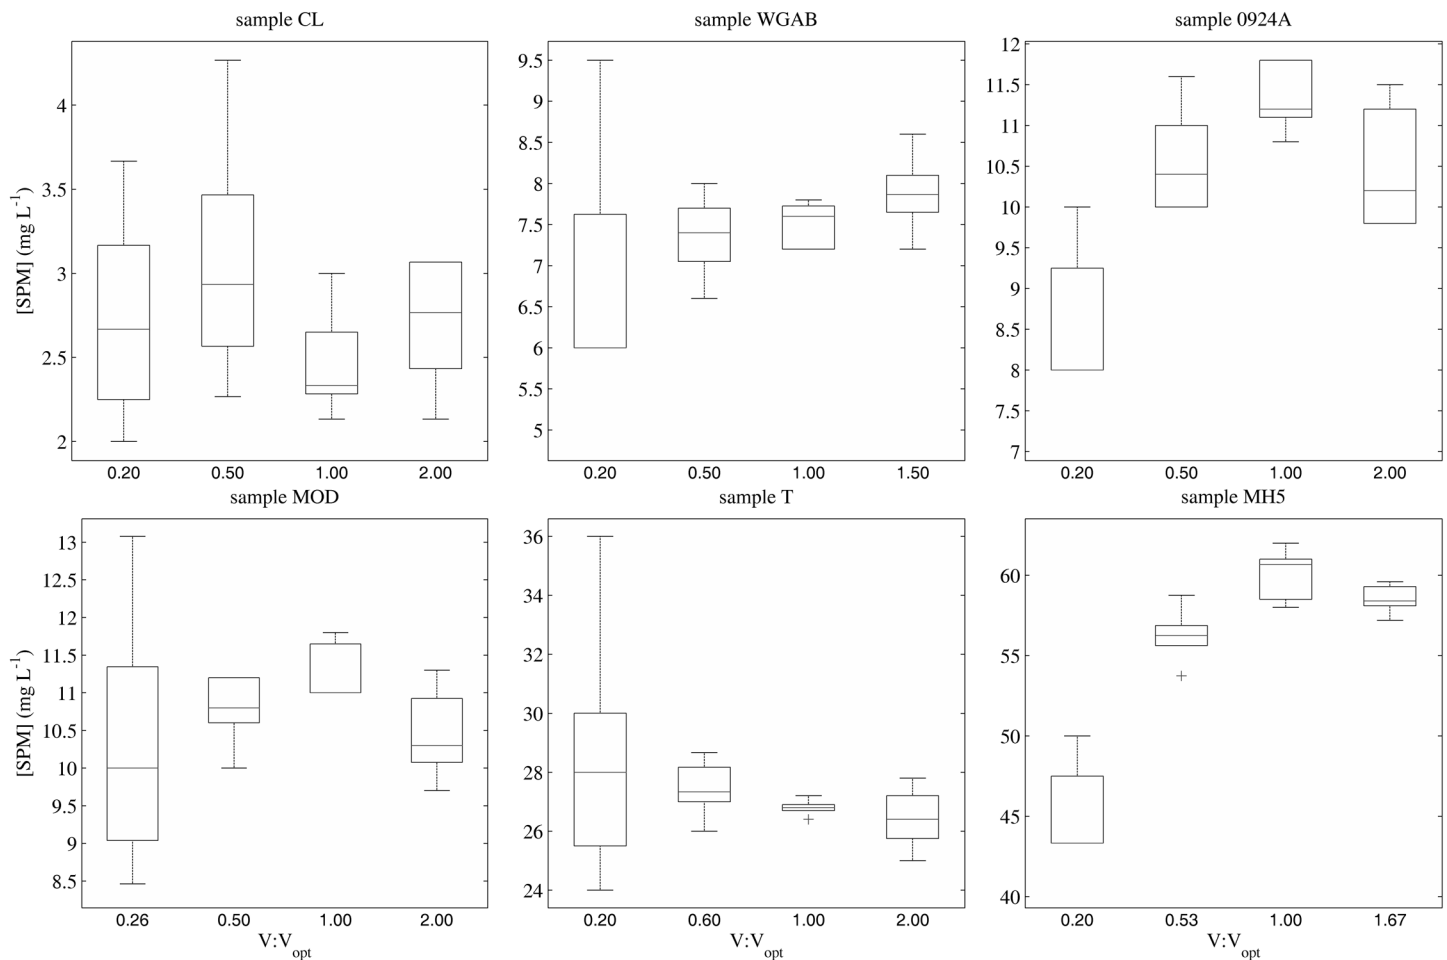 sample CL
sample WGAB
sample 0924A
[SPM] (mg L⁻¹)
4
3.5
3
2.5
2
0.20 0.50 1.00 2.00
9.5
9
8.5
8
7.5
7
6.5
6
5.5
5
0.20 0.50 1.00 1.50
12
11.5
11
10.5
10
9.5
9
8.5
8
7.5
7
0.20 0.50 1.00 2.00
sample MOD
sample T
sample MH5
[SPM] (mg L⁻¹)
13
12.5
12
11.5
11
10.5
10
9.5
9
8.5
0.26 0.50 1.00 2.00
V:Vopt
36
34
32
30
28
26
24
0.20 0.60 1.00 2.00
V:Vopt
60
55
50
45
40
0.20 0.53 1.00 1.67
V:Vopt